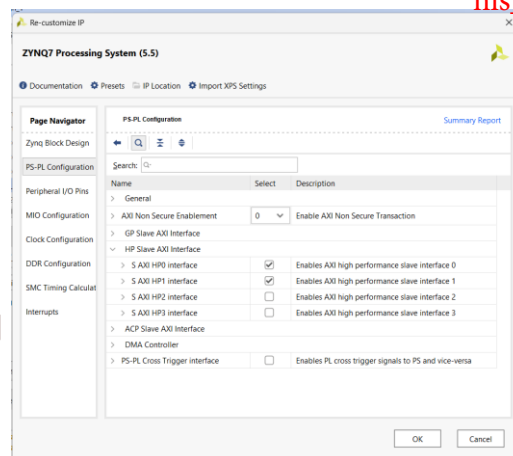 ms
Re-customize IP
ZYNQ7 Processing System (5.5)
Documentation Presets IP Location Import XPS Settings
Page Navigator
Zynq Block Design
PS-PL Configuration
Peripheral I/O Pins
MIO Configuration
Clock Configuration
DDR Configuration
SMC Timing Calculat
Interrupts
PS-PL Configuration Summary Report
Search:
Name Select Description
General
AXI Non Secure Enablement 0 Enable AXI Non Secure Transaction
GP Slave AXI Interface
HP Slave AXI Interface
S AXI HP0 interface Enables AXI high performance slave interface 0
S AXI HP1 interface Enables AXI high performance slave interface 1
S AXI HP2 interface Enables AXI high performance slave interface 2
S AXI HP3 interface Enables AXI high performance slave interface 3
ACP Slave AXI Interface
DMA Controller
PS-PL Cross Trigger interface Enables PL cross trigger signals to PS and vice-versa
OK Cancel